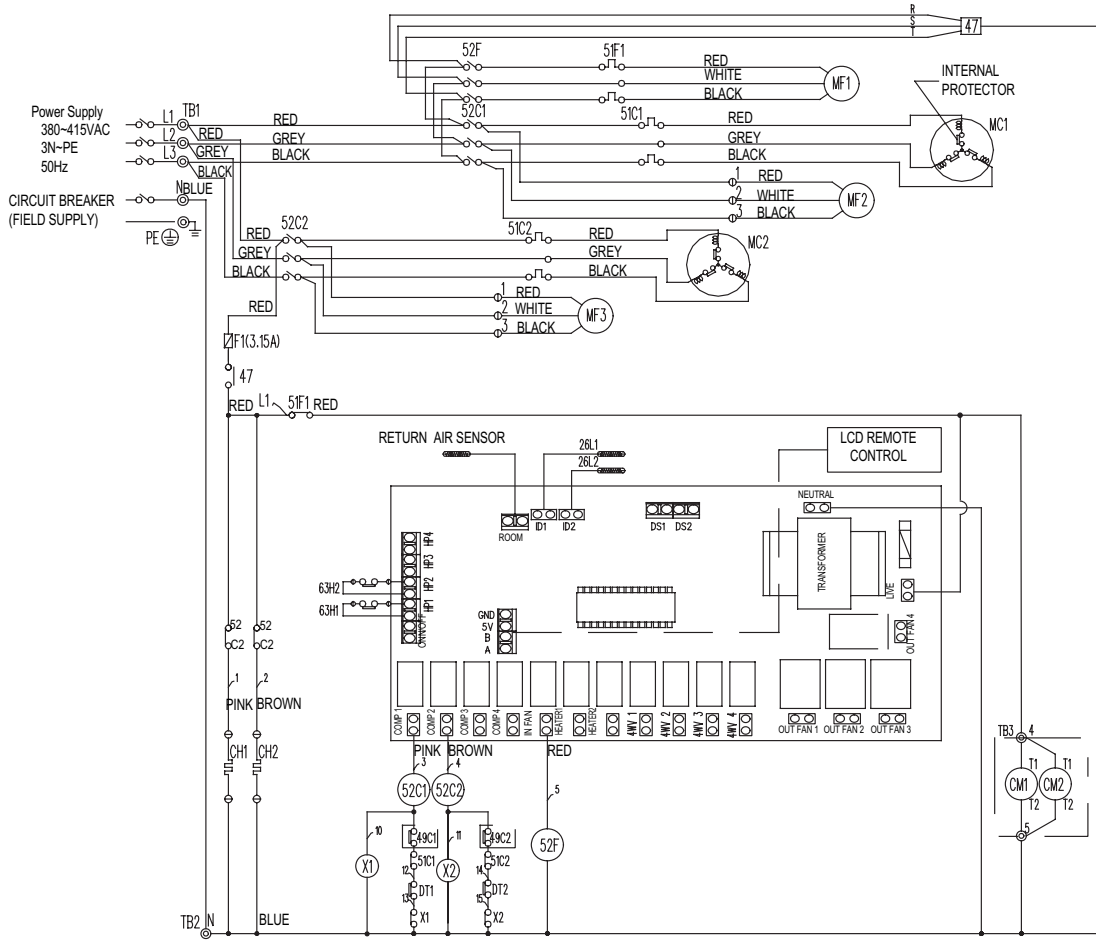 R
S
T
47
52F
51F1
RED
WHITE
BLACK
MF1
INTERNAL
PROTECTOR
Power Supply
380~415VAC
3N~PE
50Hz
TB1
L1
L2
L3
RED
GREY
BLACK
RED
GREY
BLACK
52C1
51C1
RED
GREY
BLACK
MC1
1 RED
2 WHITE
3 BLACK
MF2
CIRCUIT BREAKER
(FIELD SUPPLY)
N
BLUE
PE
52C2
RED
GREY
BLACK
51C2
RED
GREY
BLACK
MC2
1 RED
2 WHITE
3 BLACK
MF3
RED
F1(3.15A)
47
RED
L1
51F1
RED
RETURN AIR SENSOR
26L1
26L2
LCD REMOTE
CONTROL
NEUTRAL
ROOM
ID1
ID2
DS1
DS2
TRANSFORMER
LIVE
OUT FAN 4
HP4
HP3
HP2
HP1
ON/OFF
63H2
63H1
GND
5V
B
A
52
C2
52
C2
1
2
PINK
BROWN
CH1
CH2
COMP 1
COMP 2
COMP 3
COMP 4
IN FAN
HEATER1
HEATER2
4WV 1
4WV 2
4WV 3
4WV 4
OUT FAN 1
OUT FAN 2
OUT FAN 3
PINK
BROWN
RED
3
4
5
52C1
52C2
52F
10
11
49C1
49C2
51C1
51C2
12
14
X1
X2
DT1
DT2
13
15
X1
X2
TB3
4
T1
T1
CM1
CM2
T2
T2
5
TB2
N
BLUE